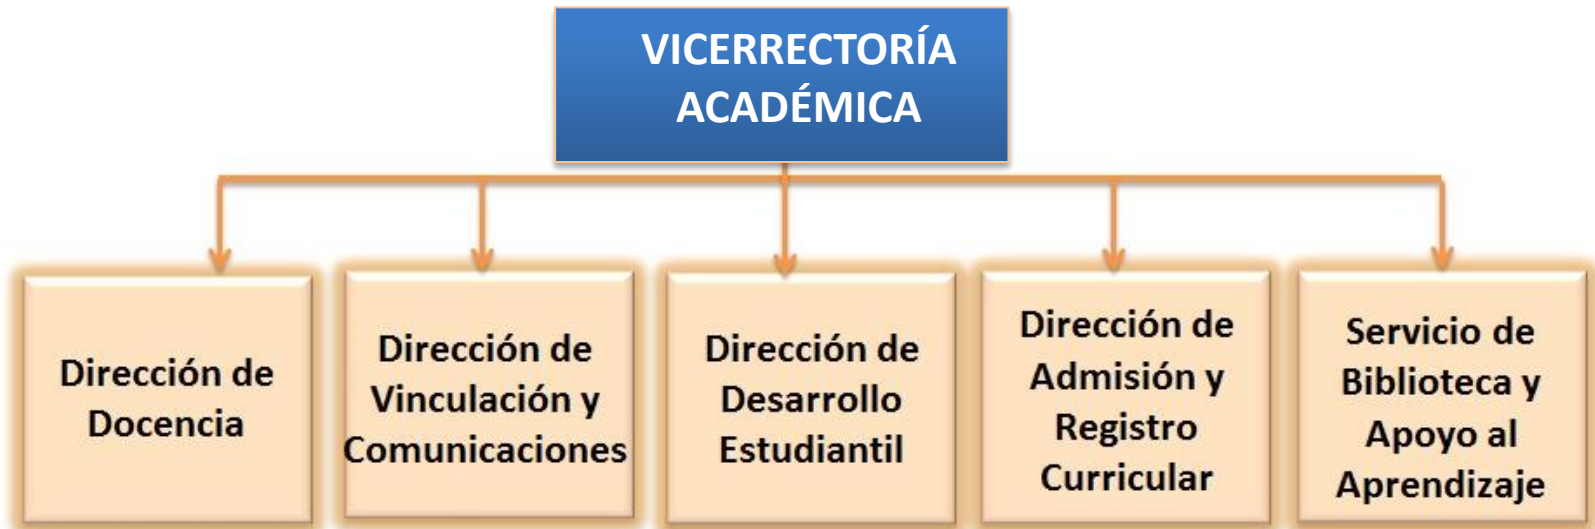 VICERRECTORÍA
ACADÉMICA
Dirección de
Docencia
Dirección de
Vinculación y
Comunicaciones
Dirección de
Desarrollo
Estudiantil
Dirección de
Admisión y
Registro
Curricular
Servicio de
Biblioteca y
Apoyo al
Aprendizaje